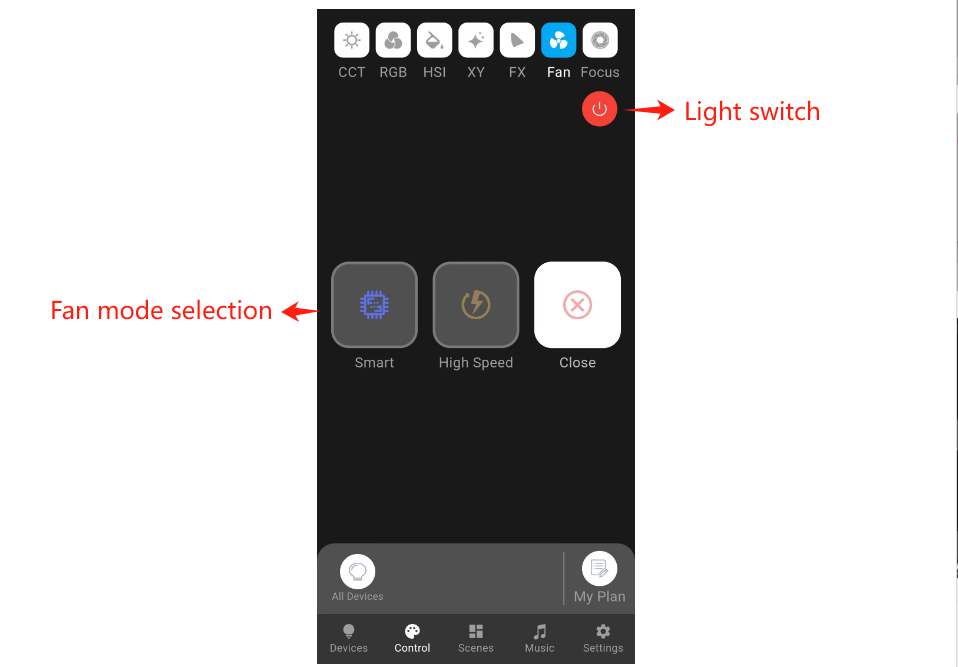 CCT RGB HSI XY FX Fan Focus
Light switch
Fan mode selection
Smart High Speed Close
All Devices My Plan
Devices Control Scenes Music Settings